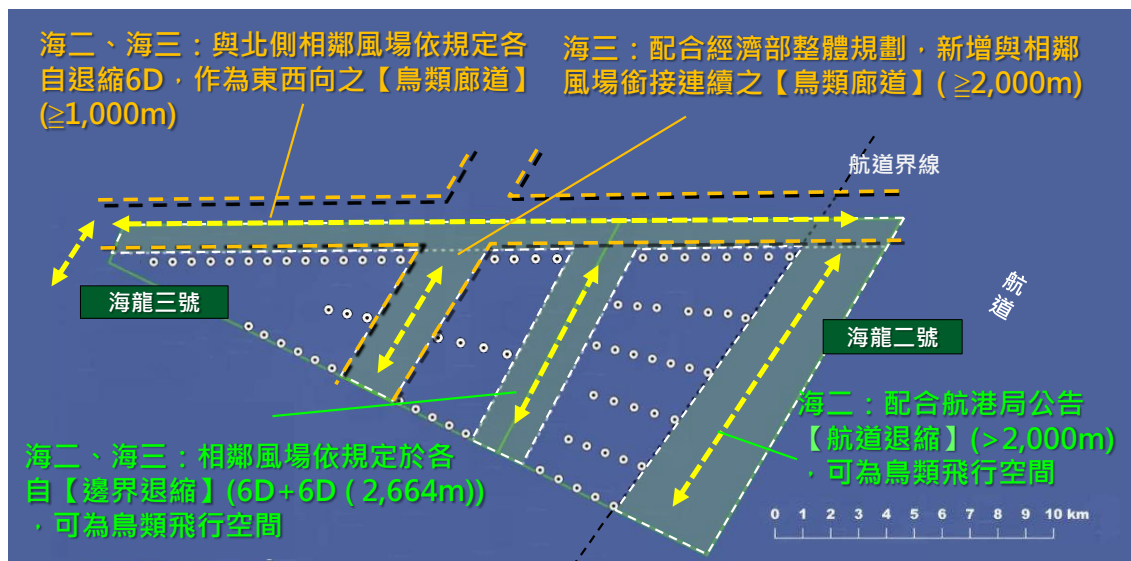 海二、海三：與北側相鄰風場依規定各
自退縮6D，作為東西向之【鳥類廊道】
(≧1,000m)
海三：配合經濟部整體規劃，新增與相鄰
風場銜接連續之【鳥類廊道】(≧2,000m)
航道界線
航道
海龍三號
海龍二號
海二：配合航港局公告
【航道退縮】(>2,000m)
，可為鳥類飛行空間
海二、海三：相鄰風場依規定於各
自【邊界退縮】(6D+6D（2,664m))
，可為鳥類飛行空間
0 1 2 3 4 5 6 7 8 9 10 km